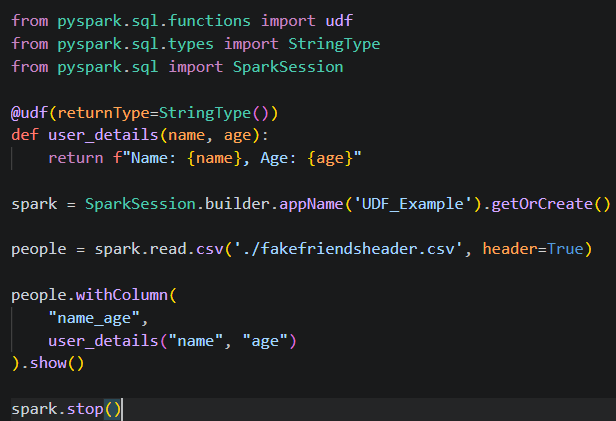 from pyspark.sql.functions import udf
from pyspark.sql.types import StringType
from pyspark.sql import SparkSession

@udf(returnType=StringType())
def user_details(name, age):
    return f"Name: {name}, Age: {age}"

spark = SparkSession.builder.appName('UDF_Example').getOrCreate()

people = spark.read.csv('./fakefriendsheader.csv', header=True)

people.withColumn(
    "name_age",
    user_details("name", "age")
).show()

spark.stop()